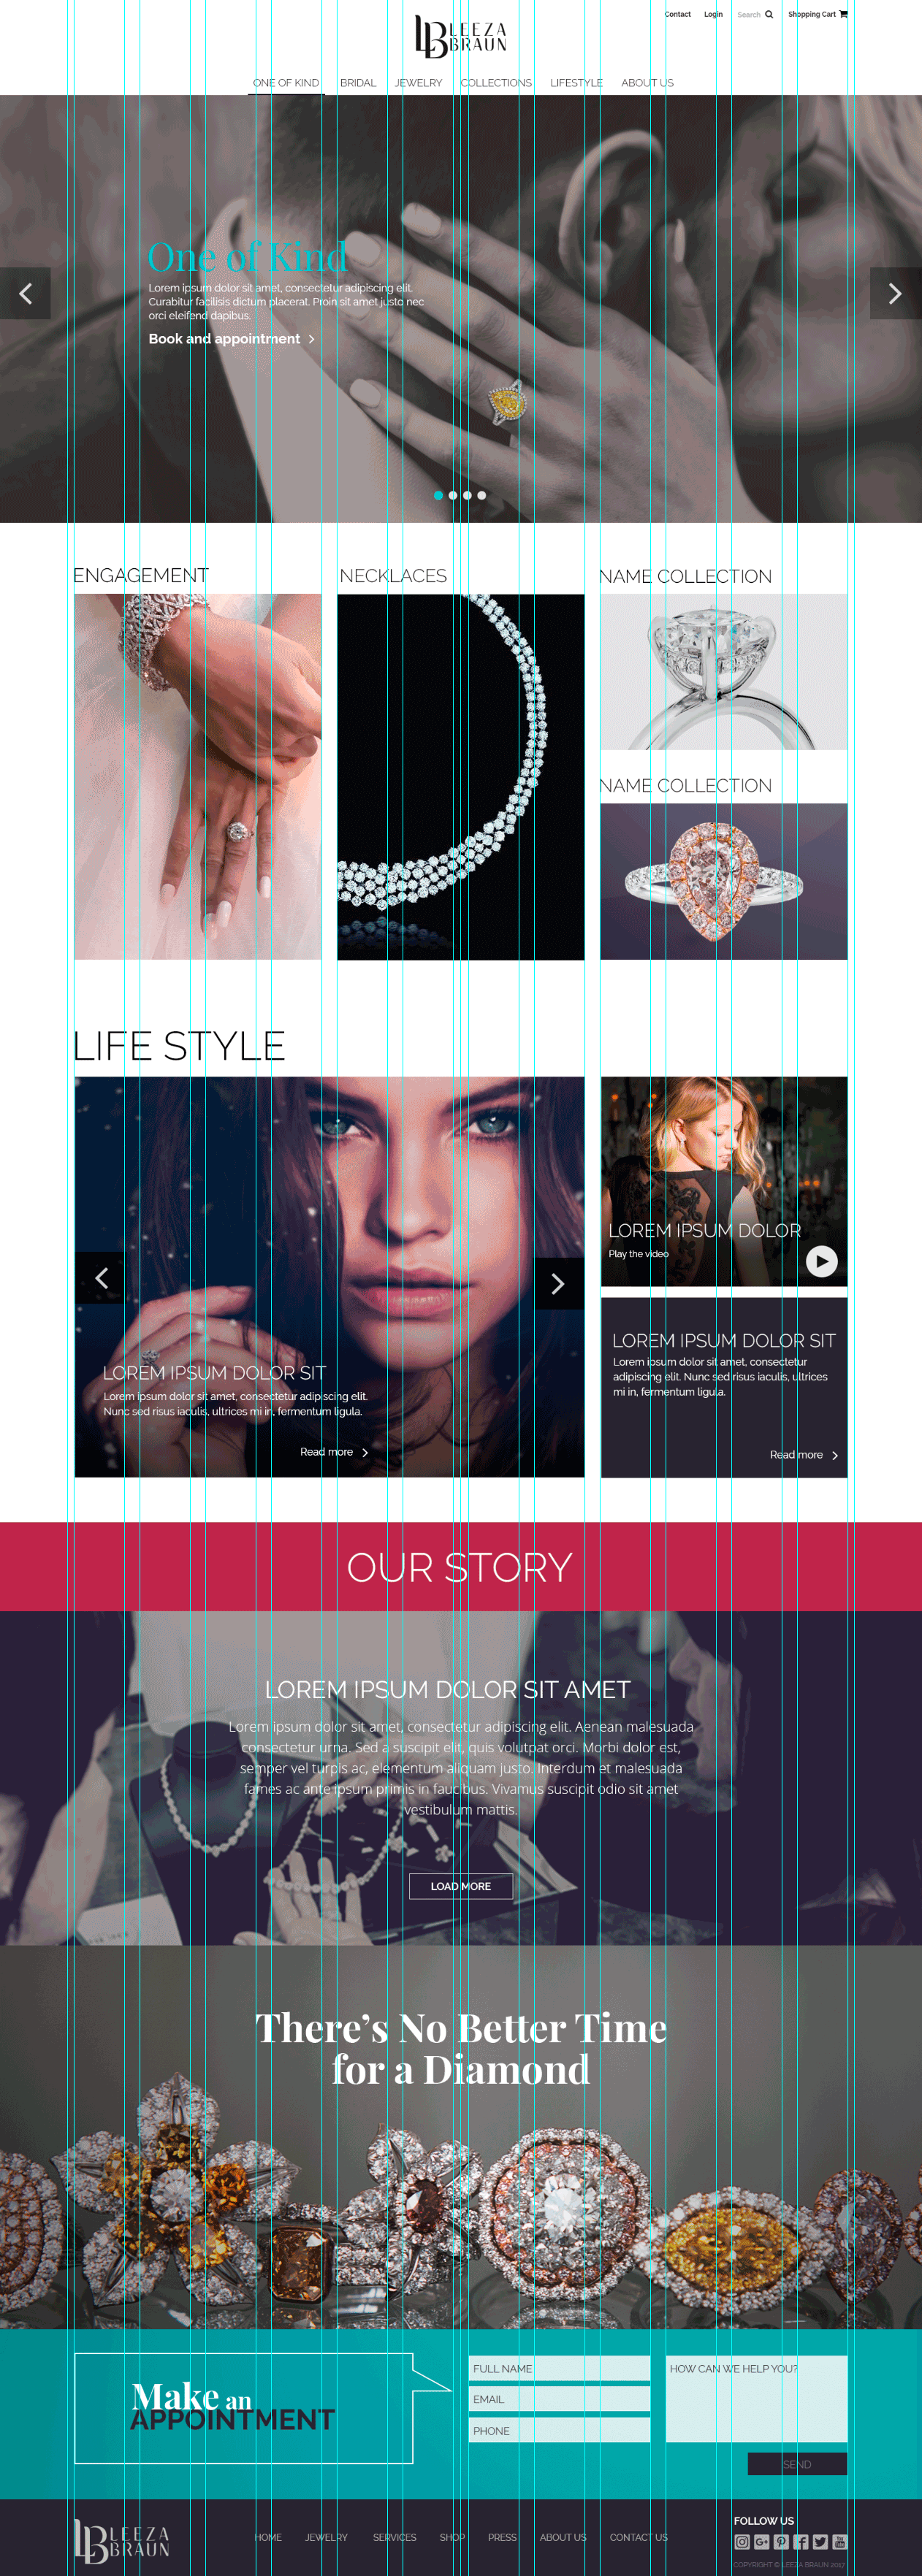 LB LEEZA
BRAUN
Contact Login Search Shopping Cart
ONE OF KIND BRIDAL JEWELRY COLLECTIONS LIFESTYLE ABOUT US
One of Kind
Lorem ipsum dolor sit amet, consectetur adipiscing elit.
Curabitur facilisis dictum placerat. Proin sit amet justo nec
orci eleifend dapibus.
Book and appointment
ENGAGEMENT
NECKLACES
NAME COLLECTION
NAME COLLECTION
LIFE STYLE
LOREM IPSUM DOLOR SIT
Lorem ipsum dolor sit amet, consectetur adipiscing elit.
Nunc sed risus iaculis, ultrices mi in, fermentum ligula.
Read more
LOREM IPSUM DOLOR
Play the video
LOREM IPSUM DOLOR SIT
Lorem ipsum dolor sit amet, consectetur
adipiscing elit. Nunc sed risus iaculis, ultrices
mi in, fermentum ligula.
Read more
OUR STORY
LOREM IPSUM DOLOR SIT AMET
Lorem ipsum dolor sit amet, consectetur adipiscing elit. Aenean malesuada
consectetur urna. Sed a suscipit elit, quis volutpat orci. Morbi dolor est,
semper vel turpis ac, elementum aliquam justo. Interdum et malesuada
fames ac ante ipsum primis in faucibus. Vivamus suscipit odio sit amet
vestibulum mattis.
LOAD MORE
There's No Better Time
for a Diamond
Make an
APPOINTMENT
FULL NAME
EMAIL
PHONE
HOW CAN WE HELP YOU?
SEND
LB LEEZA
BRAUN
HOME JEWELRY SERVICES SHOP PRESS ABOUT US CONTACT US
FOLLOW US
COPYRIGHT © LEEZA BRAUN 2017